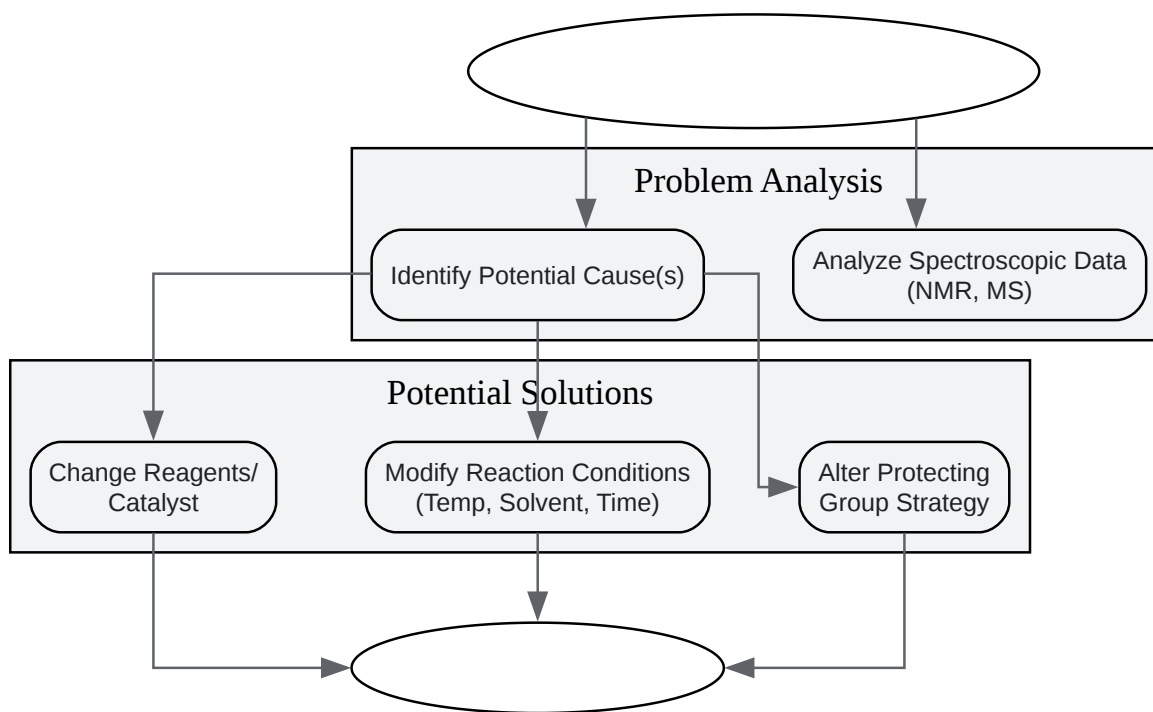 Problem Analysis
Identify Potential Cause(s)
Analyze Spectroscopic Data
(NMR, MS)
Potential Solutions
Change Reagents/
Catalyst
Modify Reaction Conditions
(Temp, Solvent, Time)
Alter Protecting
Group Strategy